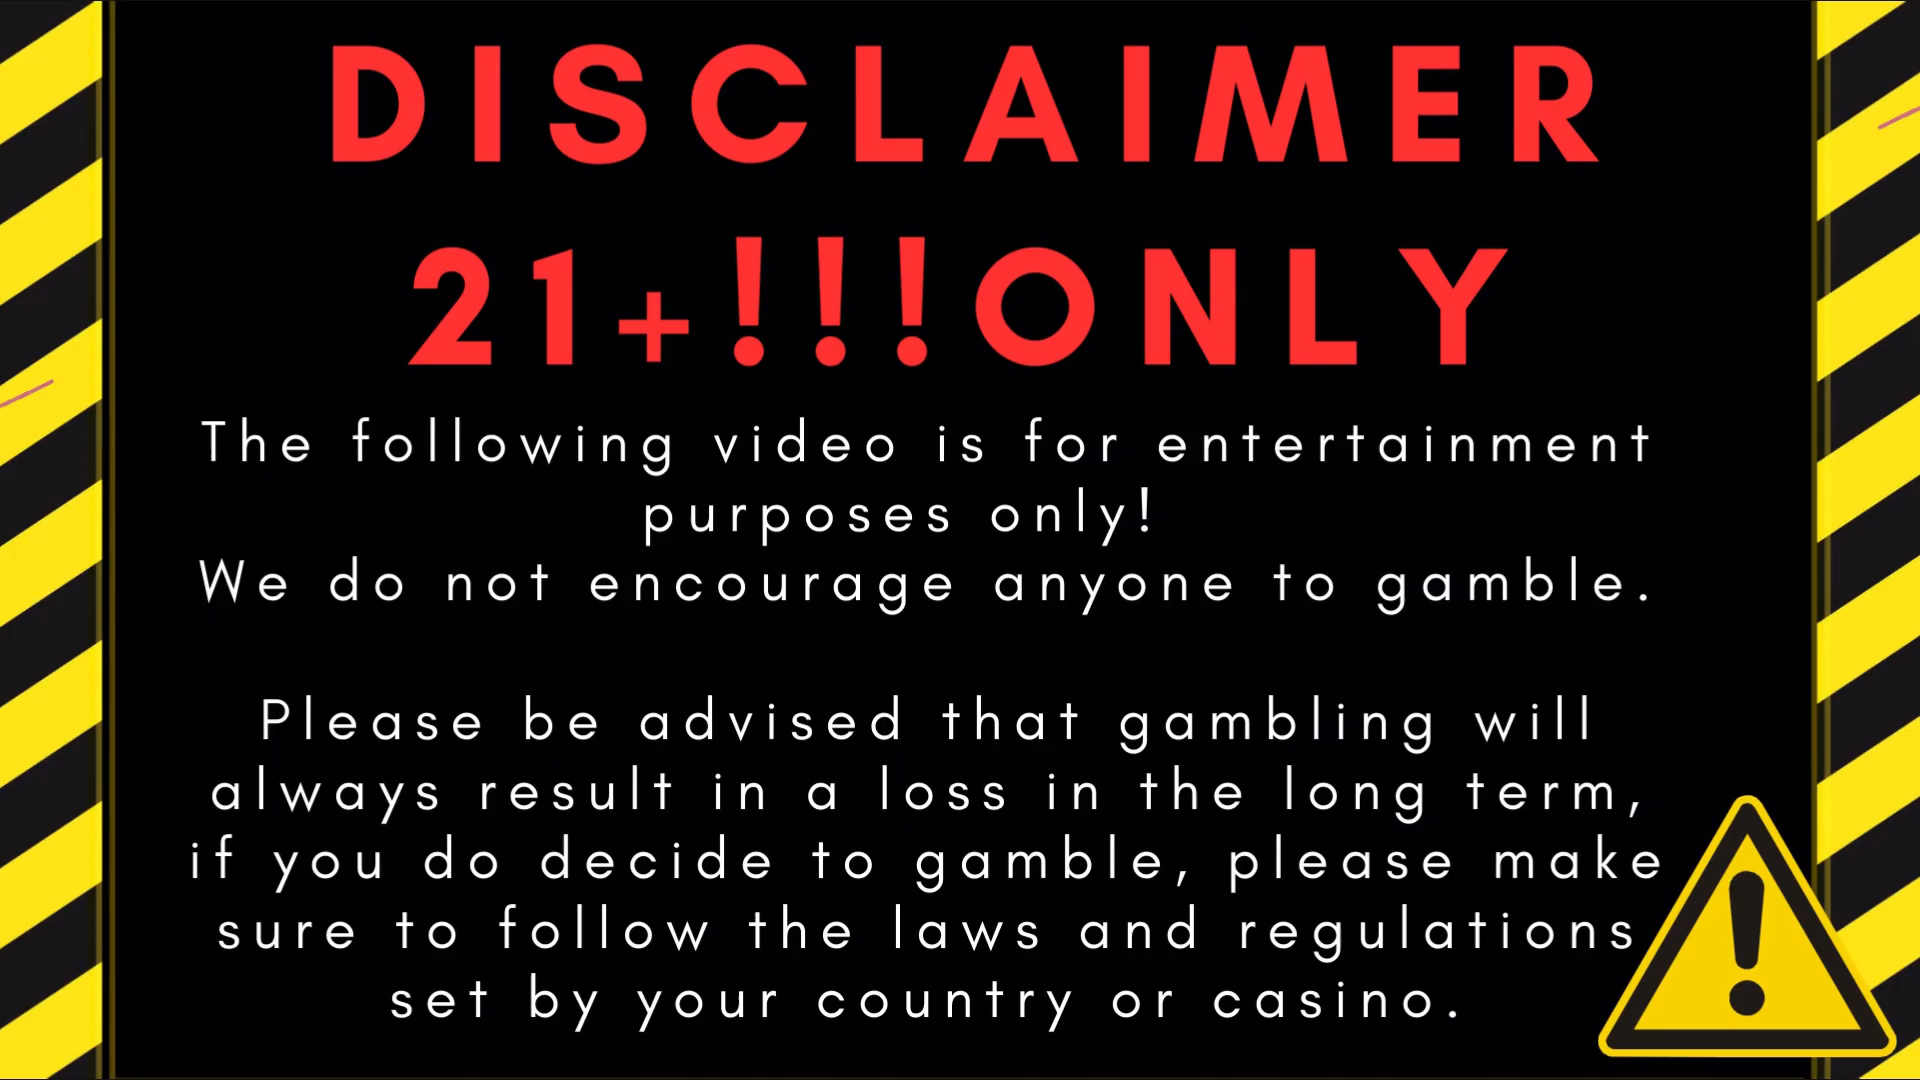 DISCLAIMER
21+!!!ONLY
The following video is for entertainment
purposes only!
We do not encourage anyone to gamble.
Please be advised that gambling will
always result in a loss in the long term,
if you do decide to gamble, please make
sure to follow the laws and regulations
set by your country or casino.